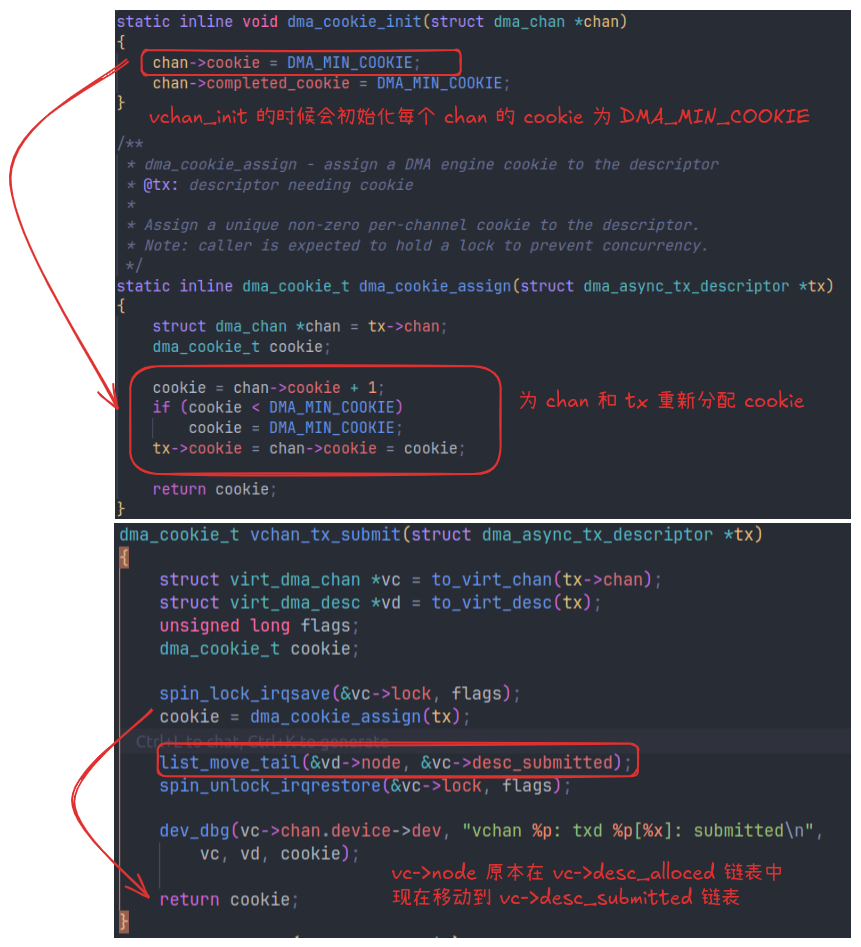 static inline void dma_cookie_init(struct dma_chan *chan)
{
chan->cookie = DMA_MIN_COOKIE;
chan->completed_cookie = DMA_MIN_COOKIE;
}
vchan_init 的时候会初始化每个 chan 的 cookie 为 DMA_MIN_COOKIE
/**
* dma_cookie_assign - assign a DMA engine cookie to the descriptor
* @tx: descriptor needing cookie
*
* Assign a unique non-zero per-channel cookie to the descriptor.
* Note: caller is expected to hold a lock to prevent concurrency.
*/
static inline dma_cookie_t dma_cookie_assign(struct dma_async_tx_descriptor *tx)
{
struct dma_chan *chan = tx->chan;
dma_cookie_t cookie;
cookie = chan->cookie + 1;
if (cookie < DMA_MIN_COOKIE)
cookie = DMA_MIN_COOKIE;
tx->cookie = chan->cookie = cookie;
为 chan 和 tx 重新分配 cookie
return cookie;
}
dma_cookie_t vchan_tx_submit(struct dma_async_tx_descriptor *tx)
{
struct virt_dma_chan *vc = to_virt_chan(tx->chan);
struct virt_dma_desc *vd = to_virt_desc(tx);
unsigned long flags;
dma_cookie_t cookie;
spin_lock_irqsave(&vc->lock, flags);
cookie = dma_cookie_assign(tx);
Ctrl+L to chat, Ctrl+K to generate
list_move_tail(&vd->node, &vc->desc_submitted);
spin_unlock_irqrestore(&vc->lock, flags);
dev_dbg(vc->chan.device->dev, "vchan %p: txd %p[%x]: submitted\n",
vc, vd, cookie);
vc->node 原本在 vc->desc_alloced 链表中
现在移动到 vc->desc_submitted 链表
return cookie;
}